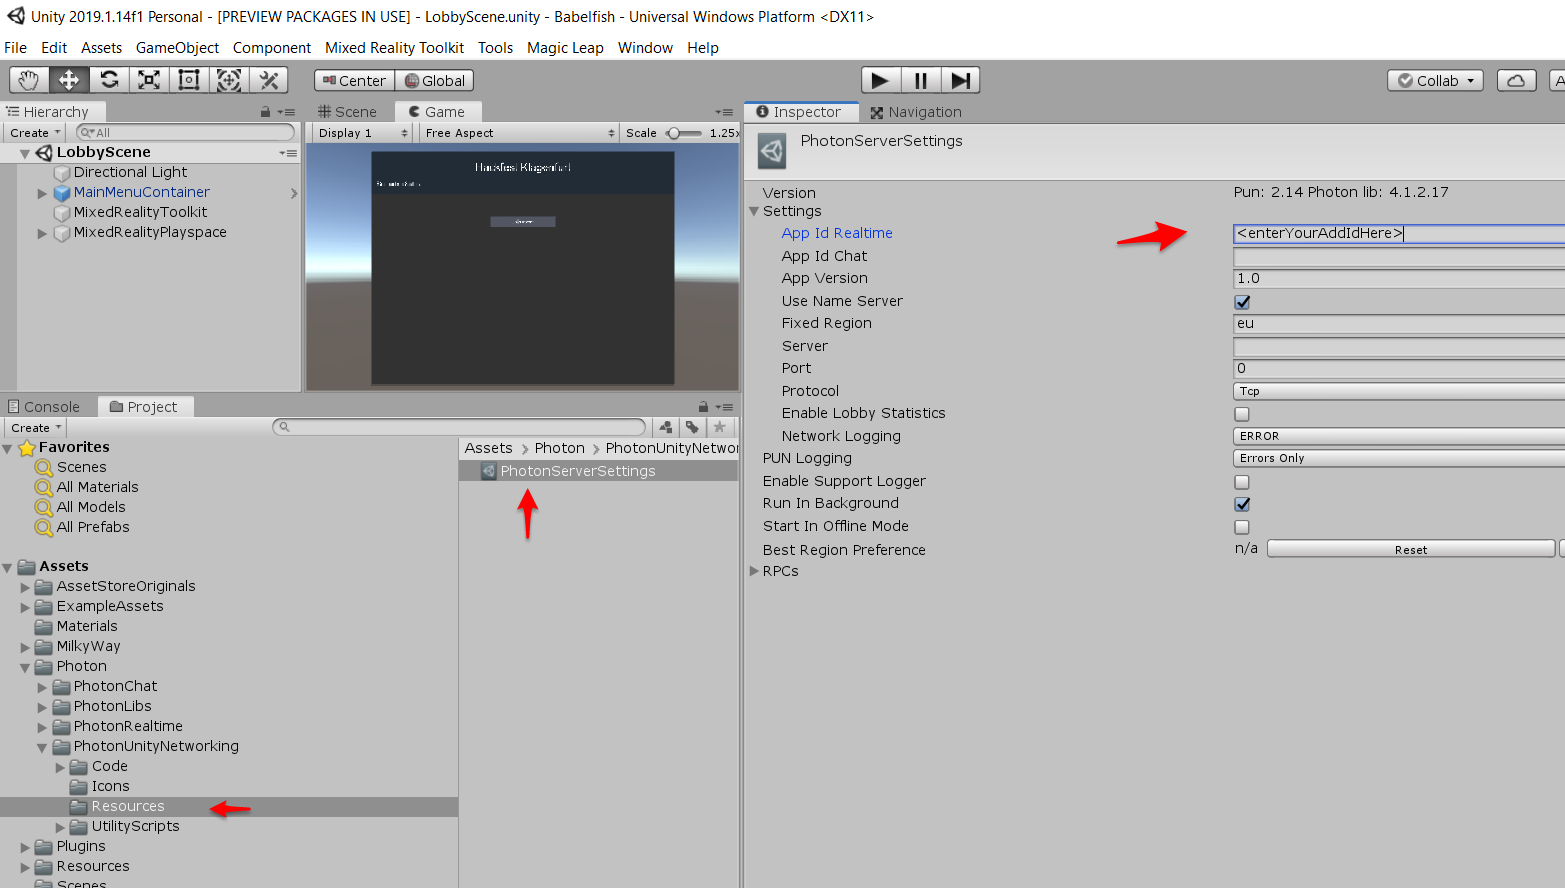 Unity 2019.1.14f1 Personal - [PREVIEW PACKAGES IN USE] - LobbyScene.unity - Babelfish - Universal Windows Platform <DX11>
File Edit Assets GameObject Component Mixed Reality Toolkit Tools Magic Leap Window Help
Center Global Collab
Hierarchy
Create All
LobbyScene
Directional Light
MainMenuContainer
MixedRealityToolkit
MixedRealityPlayspace
Scene Game
Display 1 Free Aspect Scale 1.25x
Console Project
Create
Favorites
Scenes
All Materials
All Models
All Prefabs
Assets
AssetStoreOriginals
ExampleAssets
Materials
MilkyWay
Photon
PhotonChat
PhotonLibs
PhotonRealtime
PhotonUnityNetworking
Code
Icons
Resources
UtilityScripts
Plugins
Resources
Scenes
Assets > Photon > PhotonUnityNetwor
PhotonServerSettings
Inspector Navigation
PhotonServerSettings
Version Pun: 2.14 Photon lib: 4.1.2.17
Settings
App Id Realtime <enterYourAddIdHere>
App Id Chat
App Version 1.0
Use Name Server
Fixed Region eu
Server
Port 0
Protocol Tcp
Enable Lobby Statistics
Network Logging ERROR
PUN Logging Errors Only
Enable Support Logger
Run In Background
Start In Offline Mode
Best Region Preference n/a Reset
RPCs